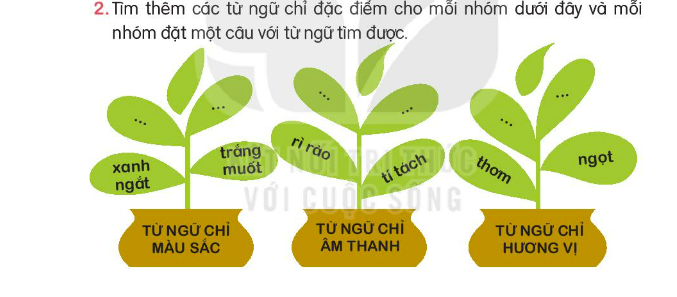 2. Tìm thêm các từ ngữ chỉ đặc điểm cho mỗi nhóm dưới đây và mỗi
nhóm đặt một câu với từ ngữ tìm được.
...
...
xanh
ngắt
trắng
muốt
TỪ NGỮ CHỈ
MÀU SẮC
...
...
rì rào
tí tách
TỪ NGỮ CHỈ
ÂM THANH
...
...
thơm
ngọt
TỪ NGỮ CHỈ
HƯƠNG VỊ
KẾT NỐI TRI THỨC
VỚI CUỘC SỐNG